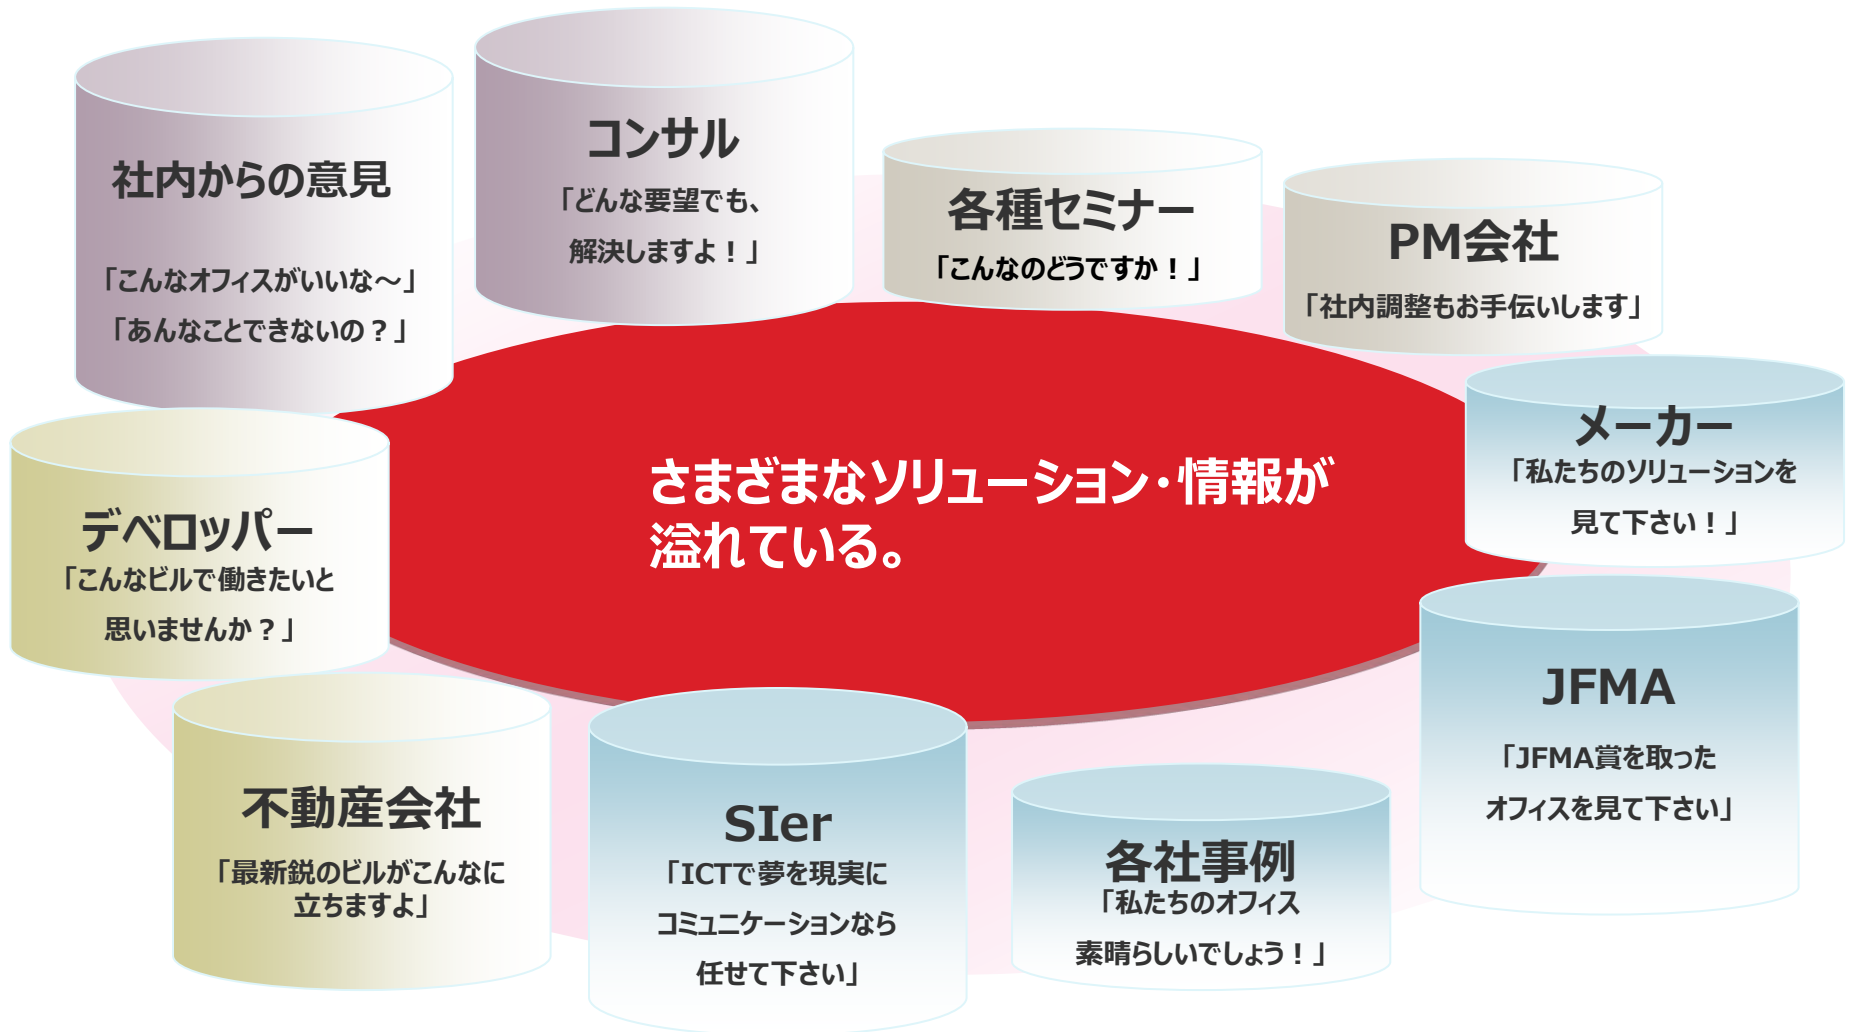 社内からの意見
「こんなオフィスがいいな～」
「あんなことできないの？」
コンサル
「どんな要望でも、
解決しますよ！」
各種セミナー
「こんなのどうですか！」
PM会社
「社内調整もお手伝いします」
メーカー
「私たちのソリューションを
見て下さい！」
さまざまなソリューション・情報が
溢れている。
デベロッパー
「こんなビルで働きたいと
思いませんか？」
JFMA
「JFMA賞を取った
オフィスを見て下さい」
不動産会社
「最新鋭のビルがこんなに
立ちますよ」
SIer
「ICTで夢を現実に
コミュニケーションなら
任せて下さい」
各社事例
「私たちのオフィス
素晴らしいでしょう！」